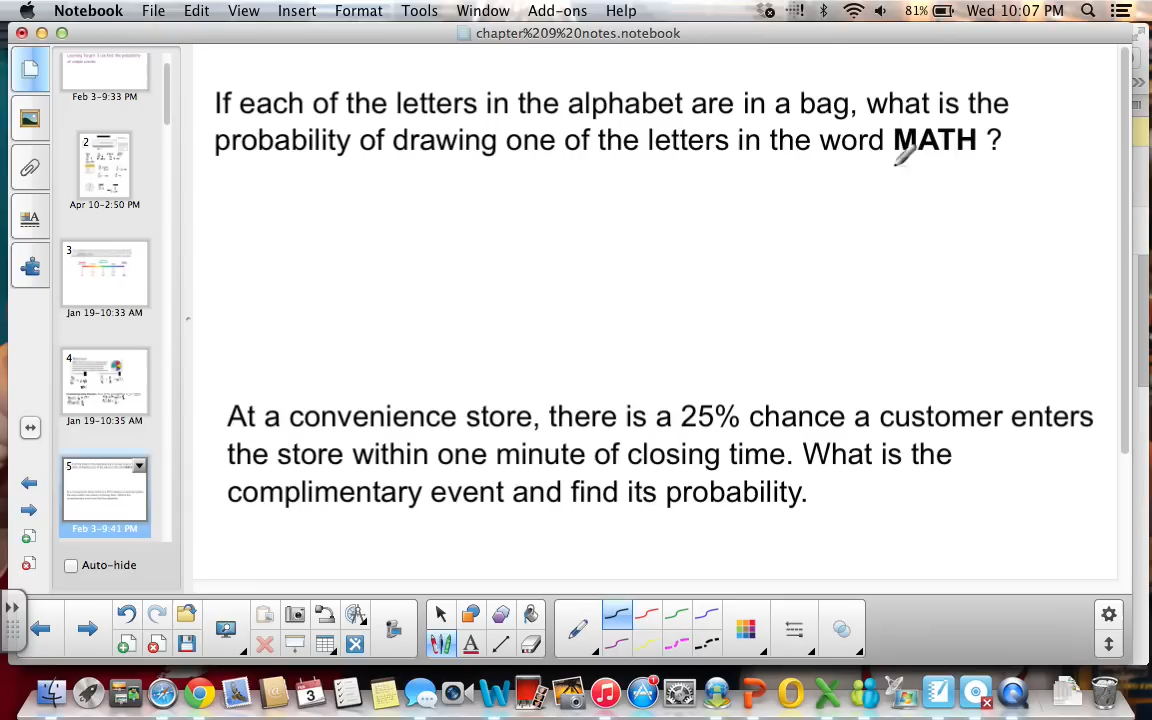 Notebook File Edit View Insert Format Tools Window Add-ons Help 81% Wed 10:07 PM
chapter%209%20notes.notebook
Feb 3-9:33 PM
2
Apr 10-2:50 PM
3
Jan 19-10:33 AM
4
Jan 19-10:35 AM
5
Feb 3-9:41 PM
Auto-hide
If each of the letters in the alphabet are in a bag, what is the
probability of drawing one of the letters in the word MATH ?
At a convenience store, there is a 25% chance a customer enters
the store within one minute of closing time. What is the
complimentary event and find its probability.